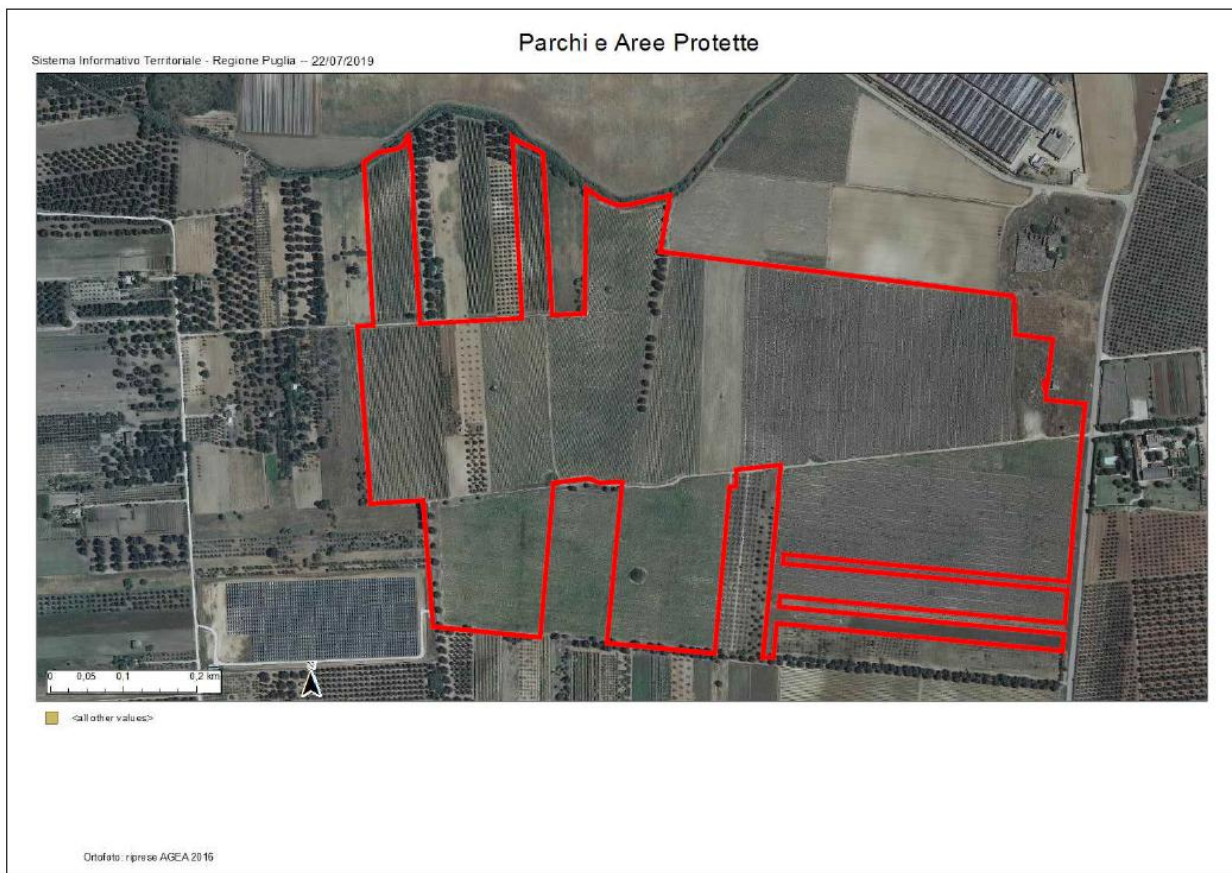 Parchi e Aree Protette
Sistema Informativo Territoriale - Regione Puglia -- 22/07/2019
0 0,05 0,1 0,2 km
<all other values>
Ortofoto: riprese AGEA 2016